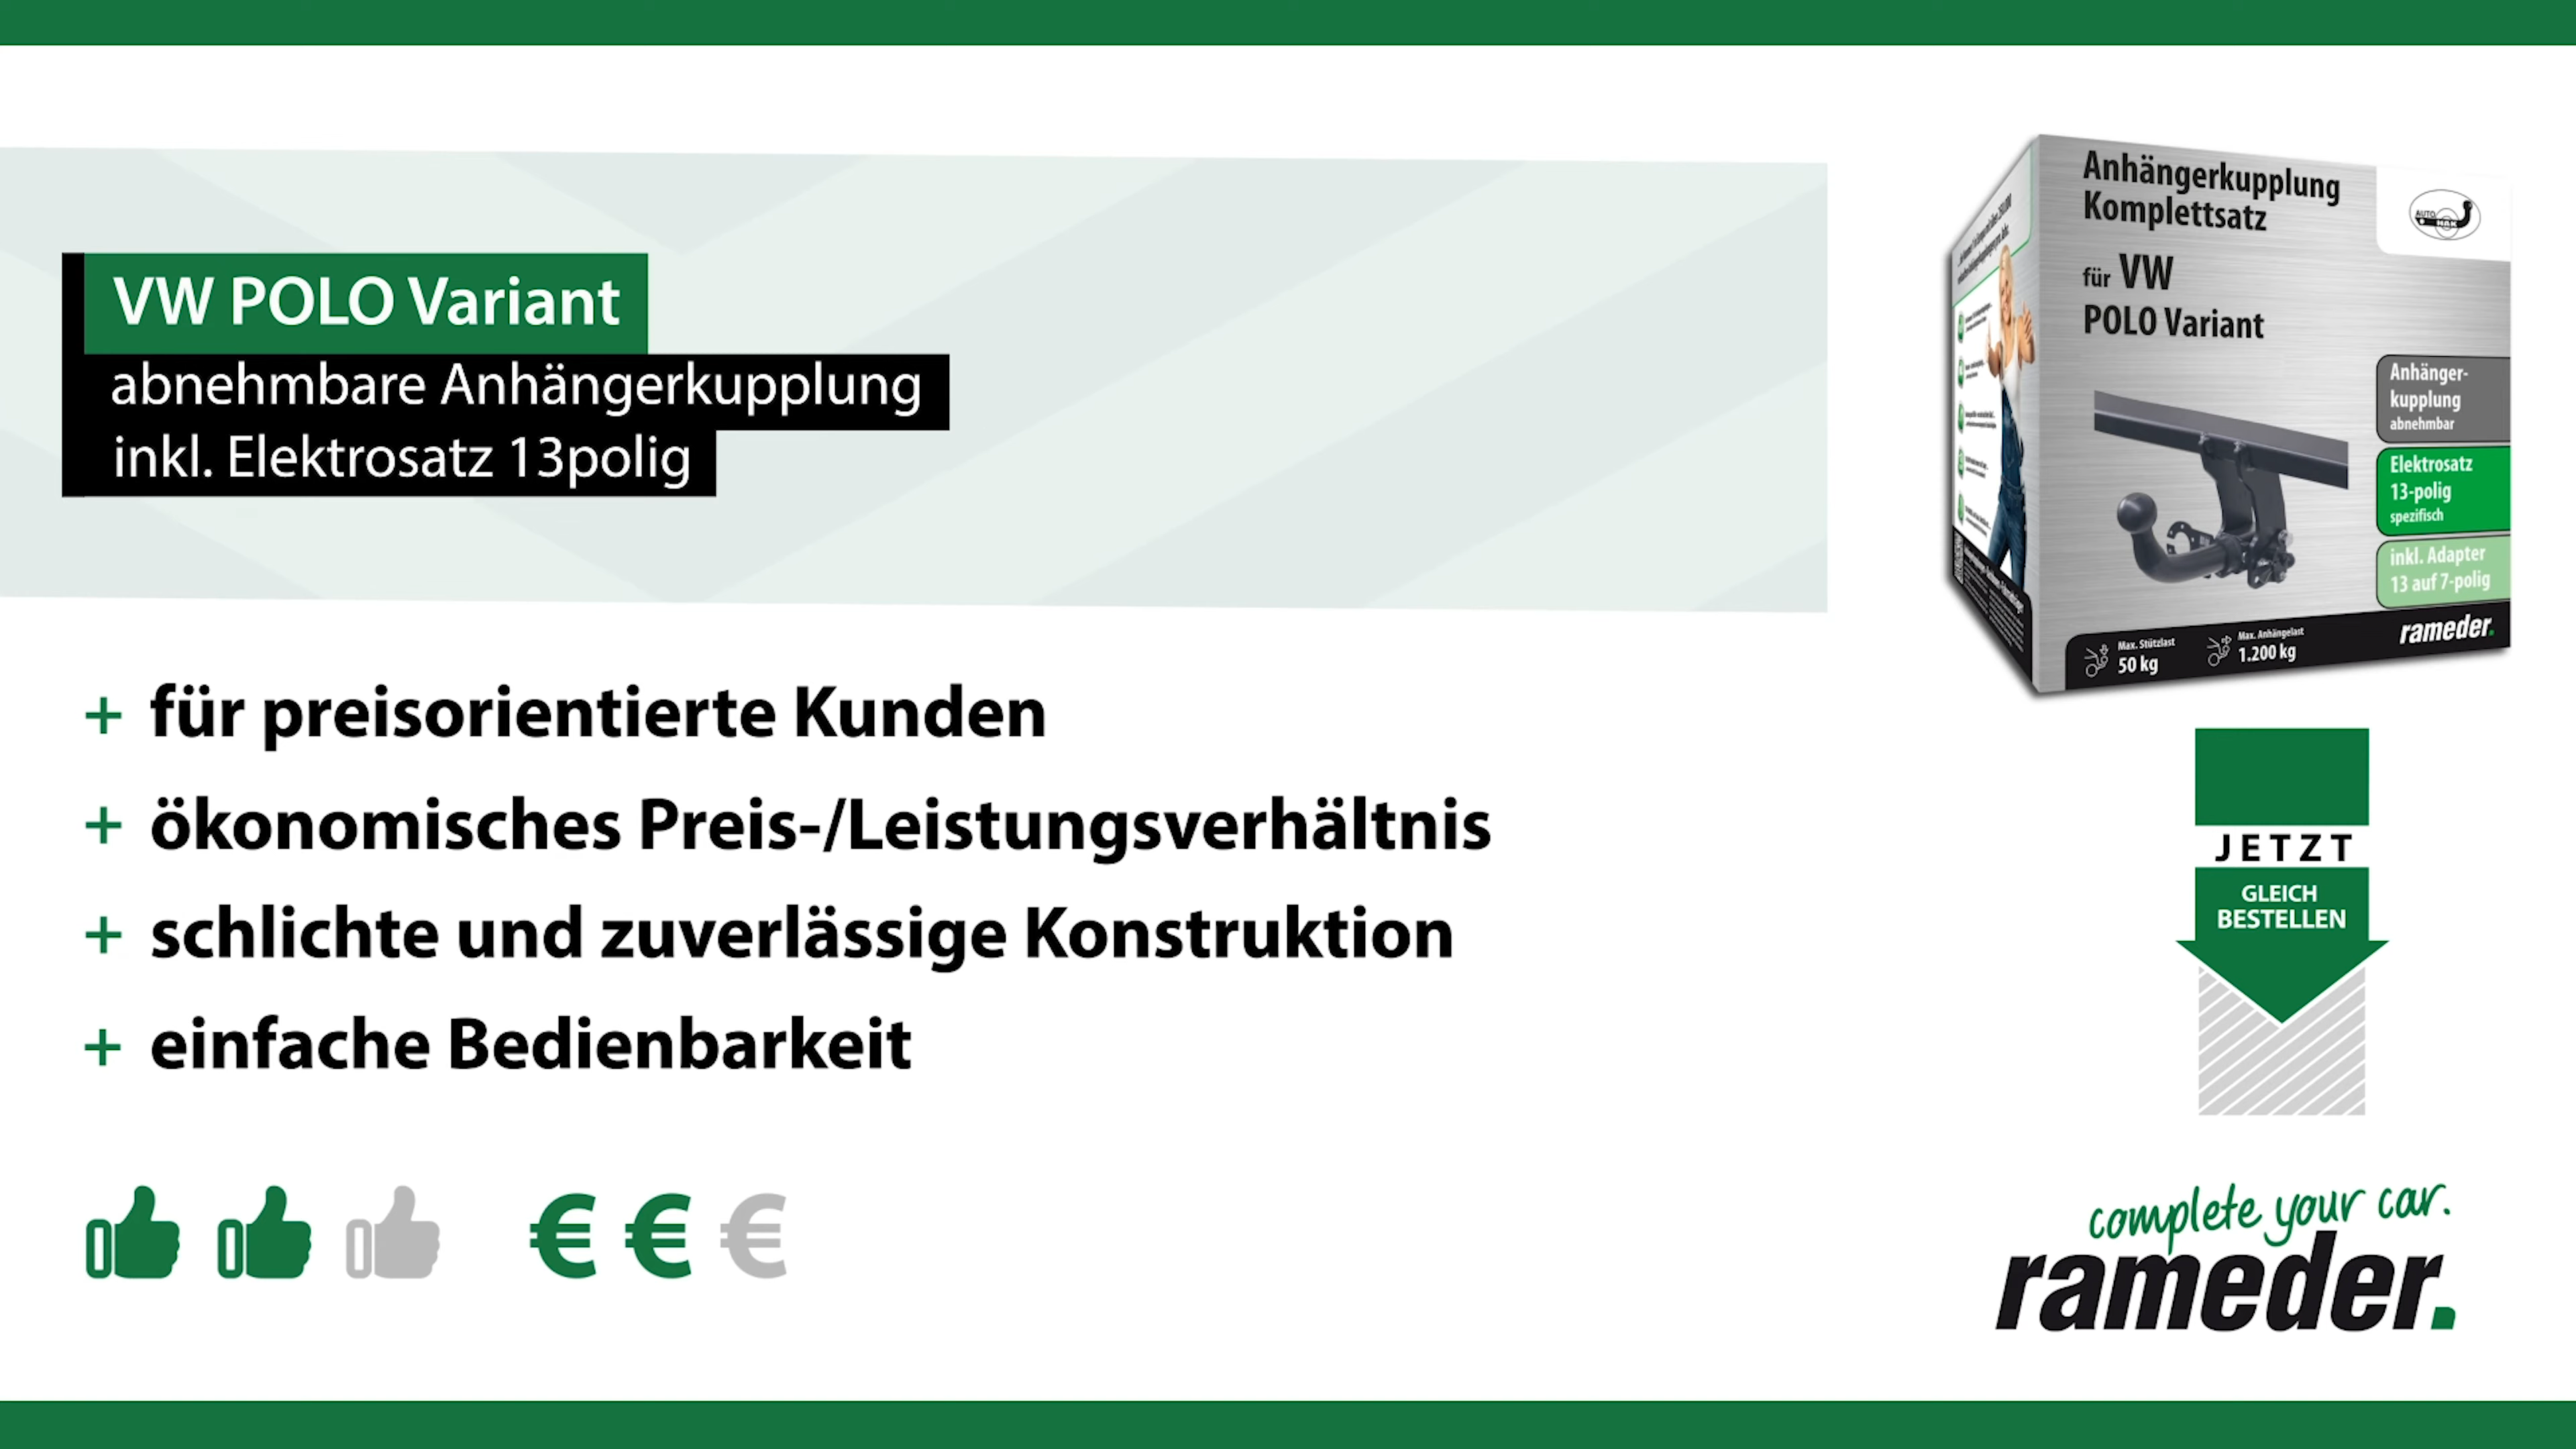 VW POLO Variant
abnehmbare Anhängerkupplung
inkl. Elektrosatz 13polig
+ für preisorientierte Kunden
+ ökonomisches Preis-/Leistungsverhältnis
+ schlichte und zuverlässige Konstruktion
+ einfache Bedienbarkeit
€ € €
Anhängerkupplung
Komplettsatz
für VW
POLO Variant
AUTO
HAK
Anhänger-
kupplung
abnehmbar
Elektrosatz
13-polig
spezifisch
inkl. Adapter
13 auf 7-polig
Max. Stützlast
50 kg
Max. Anhängelast
1.200 kg
rameder.
JETZT
GLEICH
BESTELLEN
complete your car.
rameder.